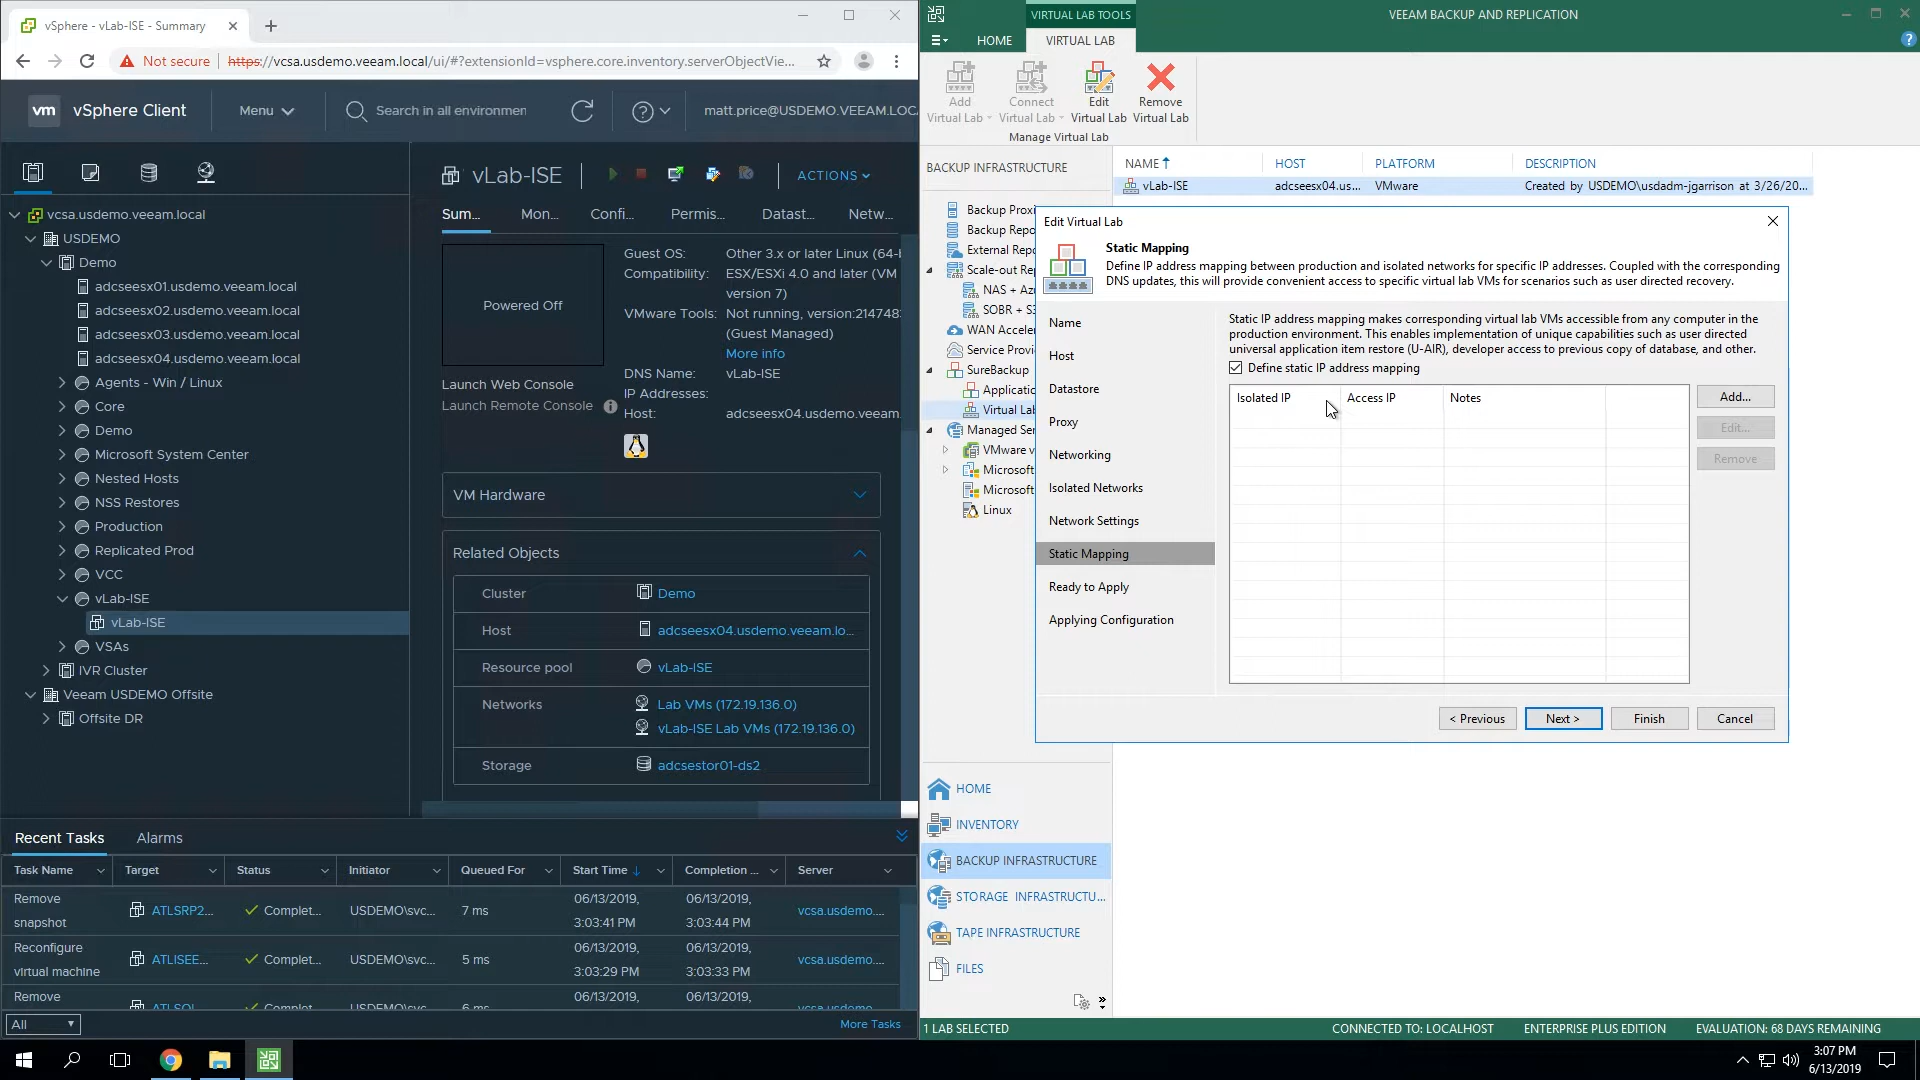 vSphere - vLab-ISE - Summary
Not secure
https://vcsa.usdemo.veeam.local/ui/#?extensionId=vsphere.core.inventory.serverObjectVie...
vm
vSphere Client
Menu
Search in all environmen
matt.price@USDEMO.VEEAM.LOC
vcsa.usdemo.veeam.local
USDEMO
Demo
adcseesx01.usdemo.veeam.local
adcseesx02.usdemo.veeam.local
adcseesx03.usdemo.veeam.local
adcseesx04.usdemo.veeam.local
Agents - Win / Linux
Core
Demo
Microsoft System Center
Nested Hosts
NSS Restores
Production
Replicated Prod
VCC
vLab-ISE
vLab-ISE
VSAs
IVR Cluster
Veeam USDEMO Offsite
Offsite DR
vLab-ISE
ACTIONS
Sum...
Mon...
Confi...
Permis...
Datast...
Netw...
Powered Off
Launch Web Console
Launch Remote Console
Guest OS:
Other 3.x or later Linux (64-
Compatibility:
ESX/ESXi 4.0 and later (VM
version 7)
VMware Tools:
Not running, version:214748
(Guest Managed)
More info
DNS Name:
vLab-ISE
IP Addresses:
Host:
adcseesx04.usdemo.veeam.
VM Hardware
Related Objects
Cluster
Demo
Host
adcseesx04.usdemo.veeam.lo...
Resource pool
vLab-ISE
Networks
Lab VMs (172.19.136.0)
vLab-ISE Lab VMs (172.19.136.0)
Storage
adcsestor01-ds2
Recent Tasks
Alarms
Task Name
Target
Status
Initiator
Queued For
Start Time
Completion ...
Server
Remove
snapshot
ATLSRP2...
Complet...
USDEMO\svc...
7 ms
06/13/2019,
3:03:41 PM
06/13/2019,
3:03:44 PM
vcsa.usdemo....
Reconfigure
virtual machine
ATLISEE...
Complet...
USDEMO\svc...
5 ms
06/13/2019,
3:03:29 PM
06/13/2019,
3:03:33 PM
vcsa.usdemo....
Remove
ATLSQL
Complet...
USDEMO\svc...
6 ms
06/13/2019,
06/13/2019,
vcsa.usdemo....
All
More Tasks
VIRTUAL LAB TOOLS
VEEAM BACKUP AND REPLICATION
HOME
VIRTUAL LAB
Add
Virtual Lab
Connect
Virtual Lab
Edit
Virtual Lab
Remove
Virtual Lab
Manage Virtual Lab
BACKUP INFRASTRUCTURE
NAME
HOST
PLATFORM
DESCRIPTION
vLab-ISE
adcseesx04.us...
VMware
Created by USDEMO\usdadm-jgarrison at 3/26/20...
Backup Proxi
Backup Repo
External Repo
Scale-out Re
NAS + Az
SOBR + S
WAN Acceler
Service Provi
SureBackup
Applicatio
Virtual Lab
Managed Ser
VMware v
Microsoft
Microsoft
Linux
Edit Virtual Lab
Static Mapping
Define IP address mapping between production and isolated networks for specific IP addresses. Coupled with the corresponding
DNS updates, this will provide convenient access to specific virtual lab VMs for scenarios such as user directed recovery.
Name
Host
Datastore
Proxy
Networking
Isolated Networks
Network Settings
Static Mapping
Ready to Apply
Applying Configuration
Static IP address mapping makes corresponding virtual lab VMs accessible from any computer in the
production environment. This enables implementation of unique capabilities such as user directed
universal application item restore (U-AIR), developer access to previous copy of database, and other.
Define static IP address mapping
Isolated IP
Access IP
Notes
Add...
Edit...
Remove
< Previous
Next >
Finish
Cancel
HOME
INVENTORY
BACKUP INFRASTRUCTURE
STORAGE INFRASTRUCTU...
TAPE INFRASTRUCTURE
FILES
1 LAB SELECTED
CONNECTED TO: LOCALHOST
ENTERPRISE PLUS EDITION
EVALUATION: 68 DAYS REMAINING
3:07 PM
6/13/2019